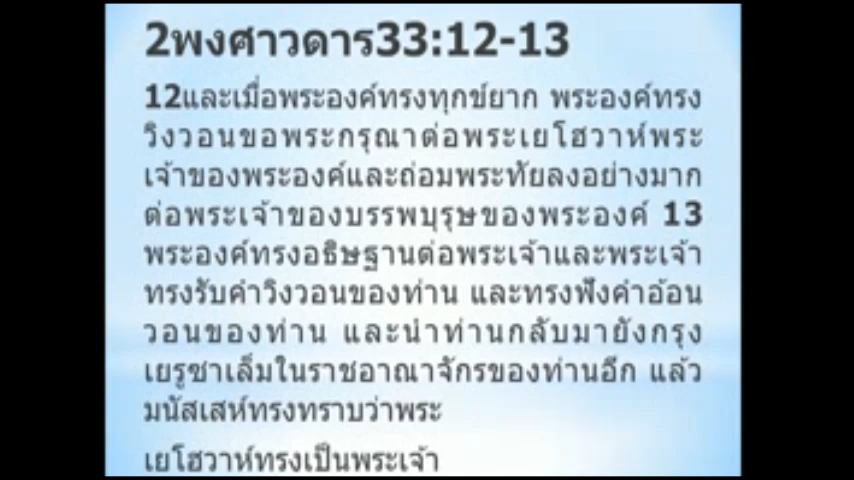 2พงศาวดาร33:12-13
12และเมื่อพระองค์ทรงทุกข์ยาก พระองค์ทรง
วิงวอนขอพระกรุณาต่อพระเยโฮวาห์พระ
เจ้าของพระองค์และถ่อมพระทัยลงอย่างมาก
ต่อพระเจ้าของบรรพบุรุษของพระองค์ 13
พระองค์ทรงอธิษฐานต่อพระเจ้าและพระเจ้า
ทรงรับคำวิงวอนของท่าน และทรงฟังคำอ้อน
วอนของท่าน และนำท่านกลับมายังกรุง
เยรูซาเล็มในราชอาณาจักรของท่านอีก แล้ว
มนัสเสห์ทรงทราบว่าพระ
เยโฮวาห์ทรงเป็นพระเจ้า